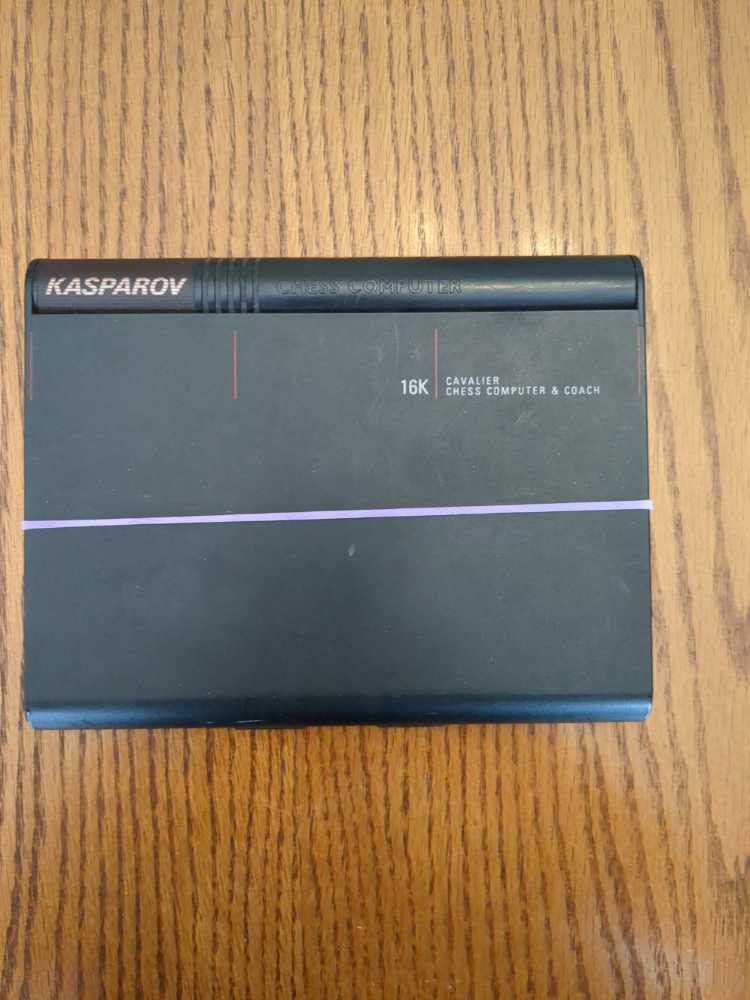 KASPAROV CHESS COMPUTER
16K CAVALIER
CHESS COMPUTER & COACH